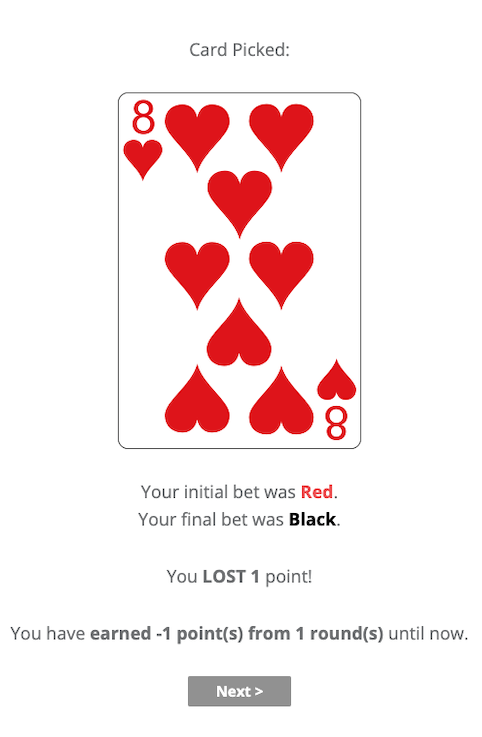 Card Picked:
8
8
Your initial bet was Red.
Your final bet was Black.
You LOST 1 point!
You have earned -1 point(s) from 1 round(s) until now.
Next >